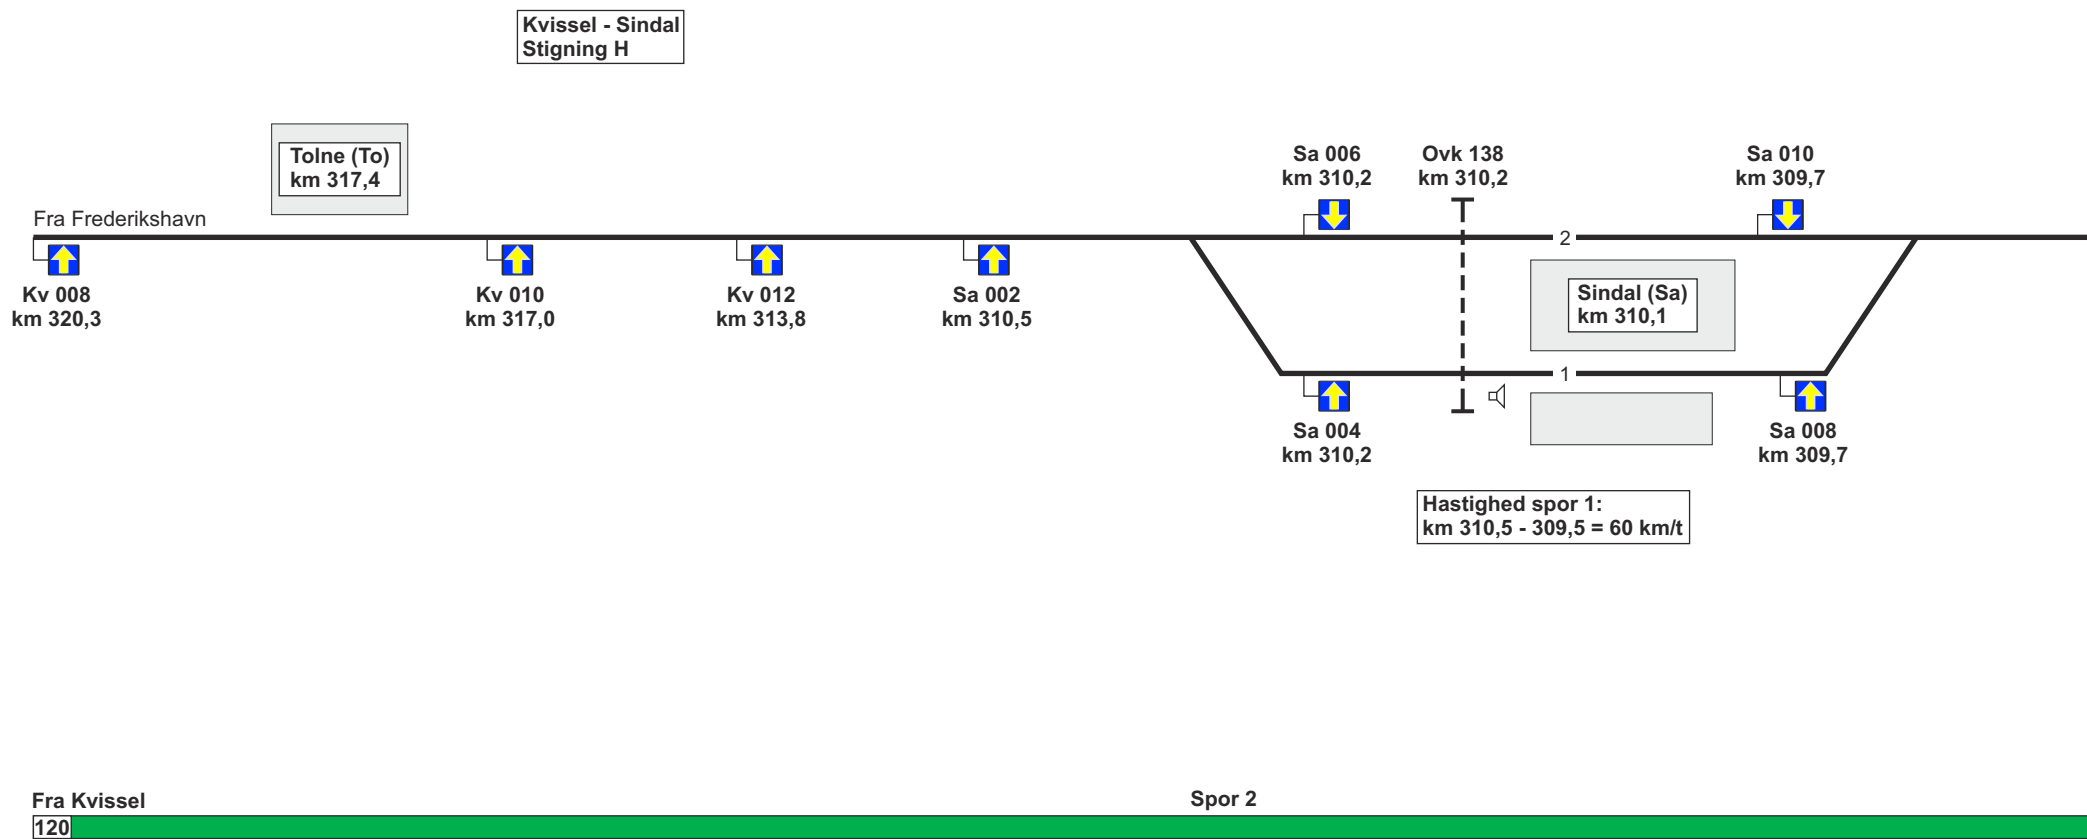 Kvissel - Sindal
Stigning H
Tolne (To)
km 317,4
Sa 006
km 310,2
Ovk 138
km 310,2
Sa 010
km 309,7
Fra Frederikshavn
2
Kv 008
km 320,3
Kv 010
km 317,0
Kv 012
km 313,8
Sa 002
km 310,5
Sindal (Sa)
km 310,1
1
Sa 004
km 310,2
Sa 008
km 309,7
Hastighed spor 1:
km 310,5 - 309,5 = 60 km/t
Fra Kvissel
Spor 2
120